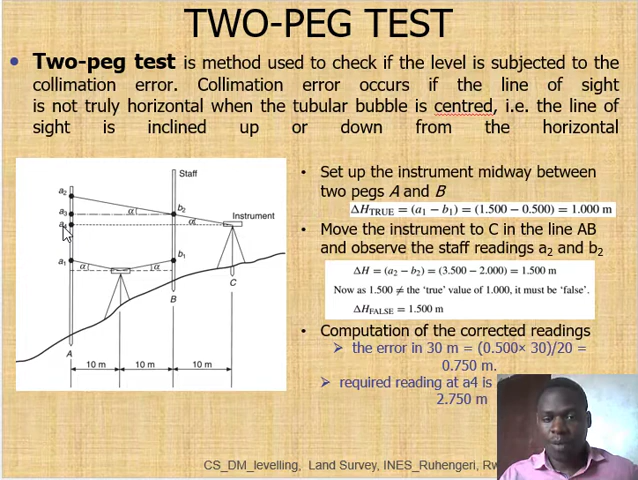 TWO-PEG TEST
• Two-peg test is method used to check if the level is subjected to the
collimation error. Collimation error occurs if the line of sight
is not truly horizontal when the tubular bubble is centred, i.e. the line of
sight is inclined up or down from the horizontal
Staff
a2
a3
a4
a1
α
α
b2
b1
α
α
Instrument
A
B
C
10 m
10 m
10 m
• Set up the instrument midway between
two pegs A and B
ΔH_TRUE = (a1 − b1) = (1.500 − 0.500) = 1.000 m
• Move the instrument to C in the line AB
and observe the staff readings a2 and b2
ΔH = (a2 − b2) = (3.500 − 2.000) = 1.500 m
Now as 1.500 ≠ the 'true' value of 1.000, it must be 'false'.
ΔH_FALSE = 1.500 m
• Computation of the corrected readings
➢ the error in 30 m = (0.500× 30)/20 =
0.750 m.
➢ required reading at a4 is
2.750 m
CS_DM_levelling, Land Survey, INES_Ruhengeri,